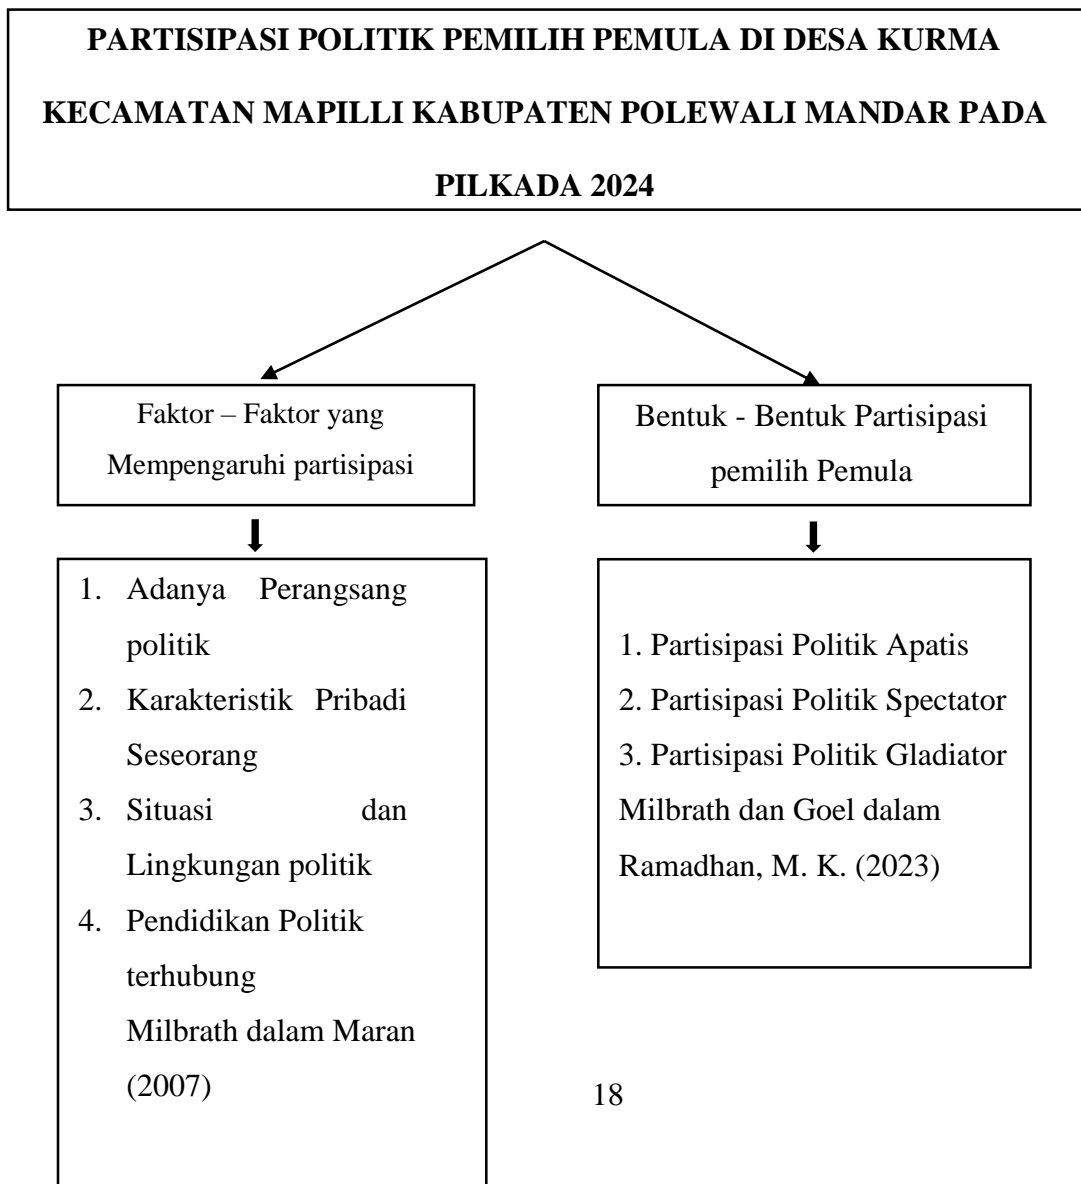 PARTISIPASI POLITIK PEMILIH PEMULA DI DESA KURMA
KECAMATAN MAPILLI KABUPATEN POLEWALI MANDAR PADA
PILKADA 2024
Faktor – Faktor yang
Mempengaruhi partisipasi
Bentuk - Bentuk Partisipasi
pemilih Pemula
1. Adanya Perangsang
politik
2. Karakteristik Pribadi
Seseorang
3. Situasi dan
Lingkungan politik
4. Pendidikan Politik
terhubung
Milbrath dalam Maran
(2007)
1. Partisipasi Politik Apatis
2. Partisipasi Politik Spectator
3. Partisipasi Politik Gladiator
Milbrath dan Goel dalam
Ramadhan, M. K. (2023)
18